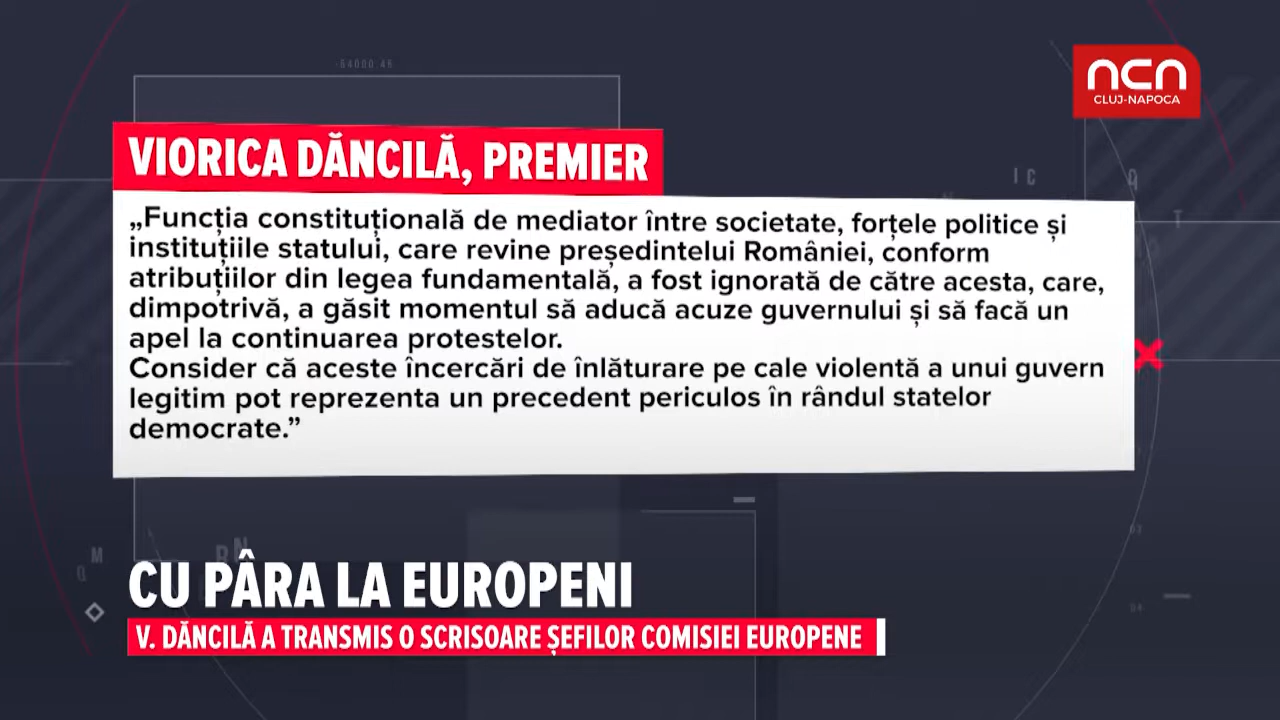 ncn
CLUJ-NAPOCA
VIORICA DĂNCILĂ, PREMIER
„Funcția constituțională de mediator între societate, forțele politice și
instituțiile statului, care revine președintelui României, conform
atribuțiilor din legea fundamentală, a fost ignorată de către acesta, care,
dimpotrivă, a găsit momentul să aducă acuze guvernului și să facă un
apel la continuarea protestelor.
Consider că aceste încercări de înlăturare pe cale violentă a unui guvern
legitim pot reprezenta un precedent periculos în rândul statelor
democrate.”
CU PÂRA LA EUROPENI
V. DĂNCILĂ A TRANSMIS O SCRISOARE ȘEFILOR COMISIEI EUROPENE